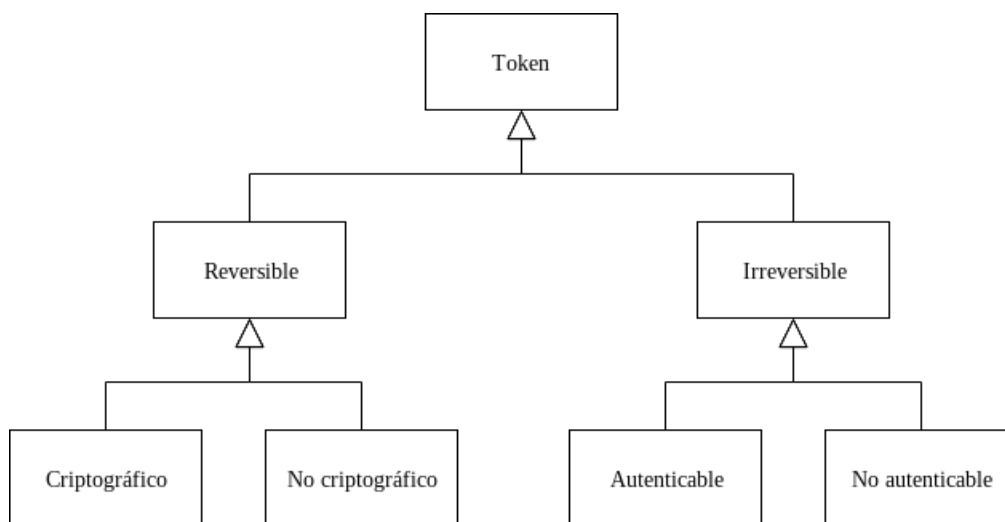 Token
Reversible
Irreversible
Criptográfico
No criptográfico
Autenticable
No autenticable